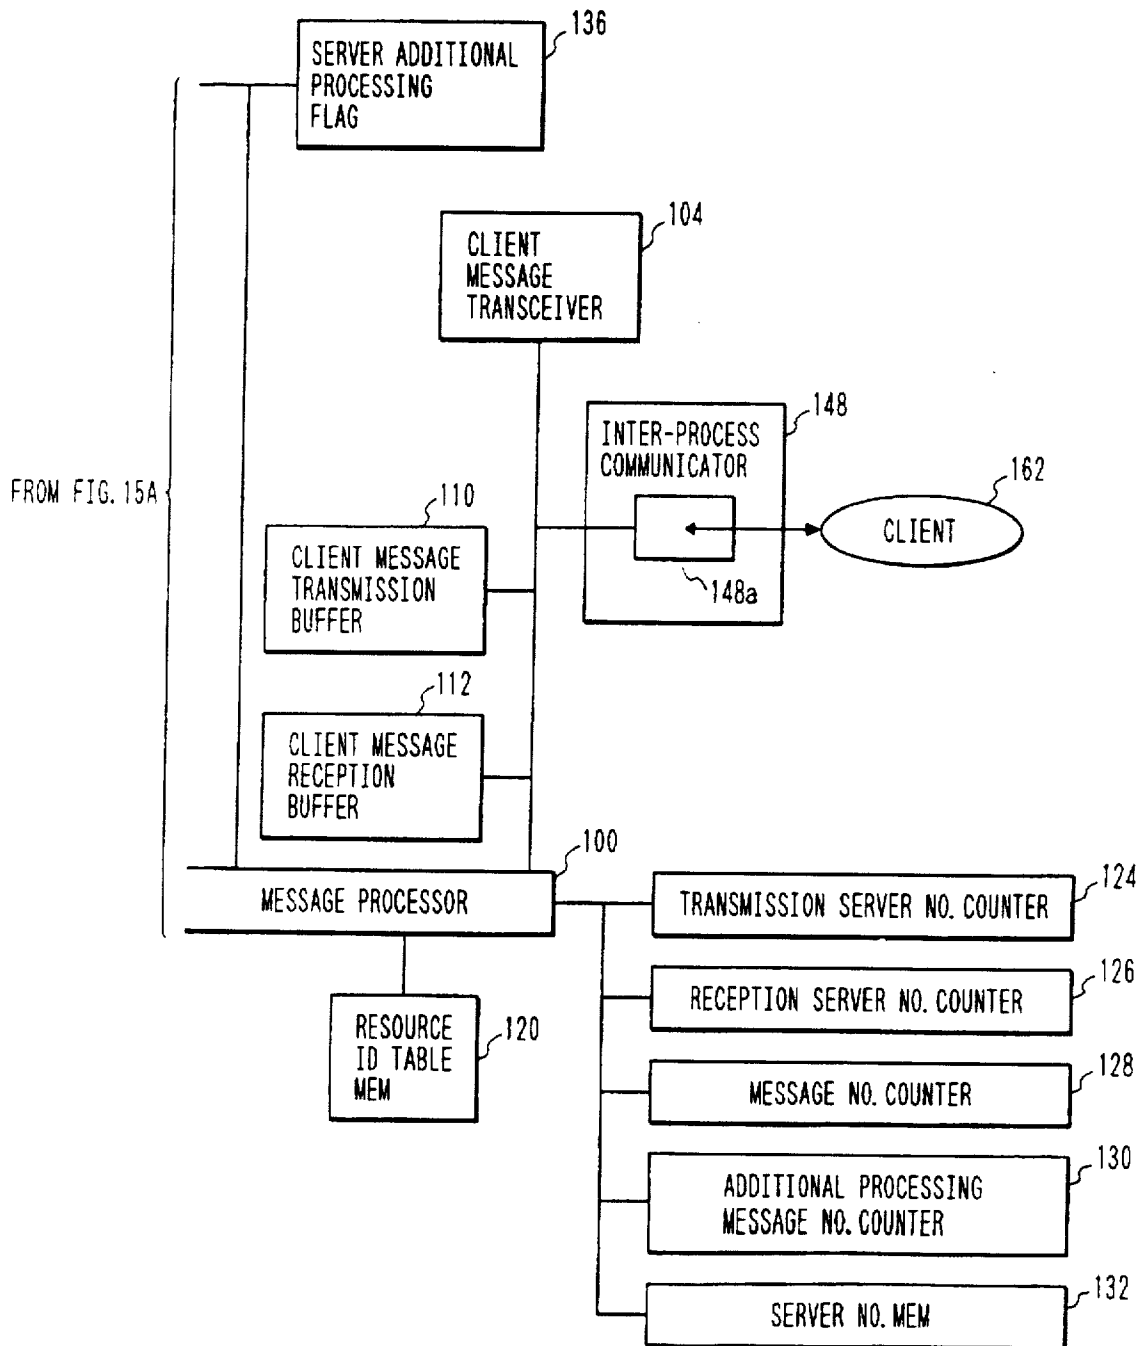 136
SERVER ADDITIONAL
PROCESSING
FLAG
104
CLIENT
MESSAGE
TRANSCEIVER
148
INTER-PROCESS
COMMUNICATOR
162
FROM FIG. 15A
110
CLIENT
CLIENT MESSAGE
TRANSMISSION
BUFFER
148a
112
CLIENT MESSAGE
RECEPTION
BUFFER
100
MESSAGE PROCESSOR
124
TRANSMISSION SERVER NO. COUNTER
126
RECEPTION SERVER NO. COUNTER
RESOURCE
ID TABLE
MEM
120
128
MESSAGE NO. COUNTER
130
ADDITIONAL PROCESSING
MESSAGE NO. COUNTER
132
SERVER NO. MEM